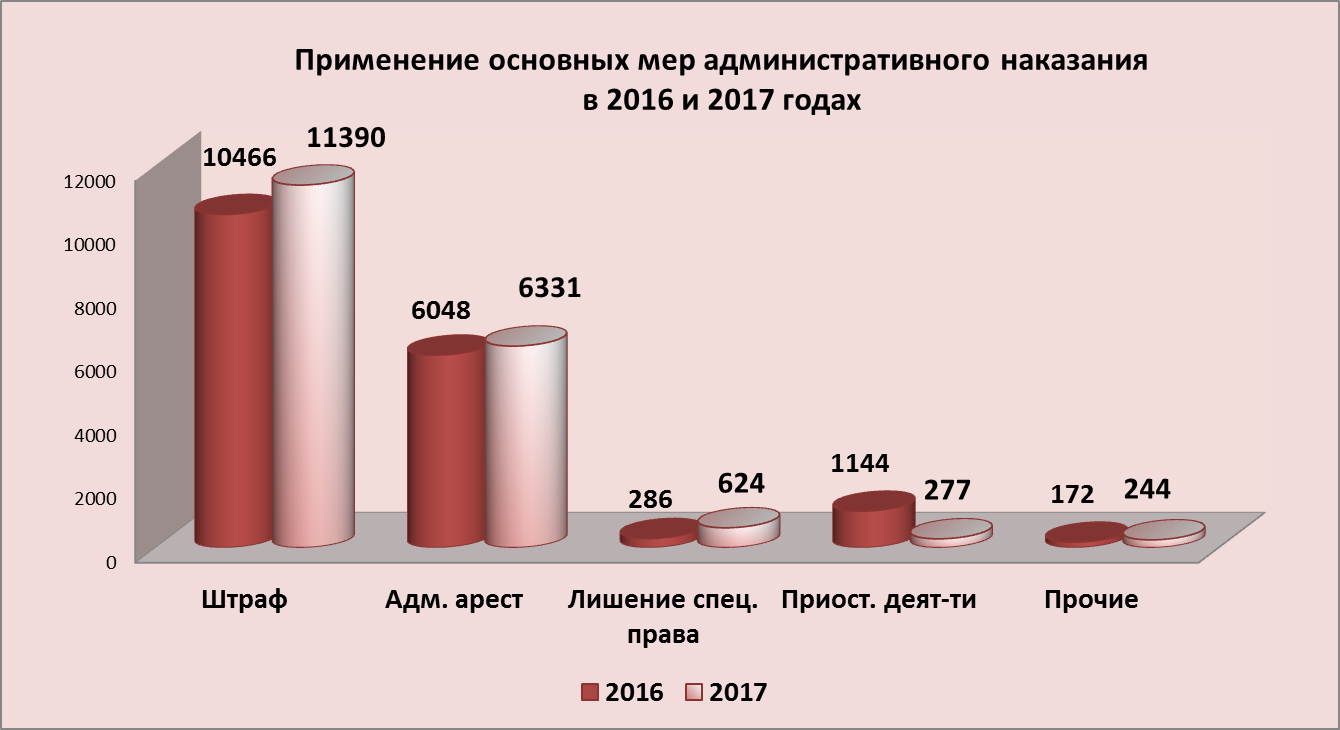 Применение основных мер административного наказания
в 2016 и 2017 годах
10466
11390
6048
6331
286
624
1144
277
172
244
12000
10000
8000
6000
4000
2000
0
Штраф
Адм. арест
Лишение спец.
права
Приост. деят-ти
Прочие
2016
2017